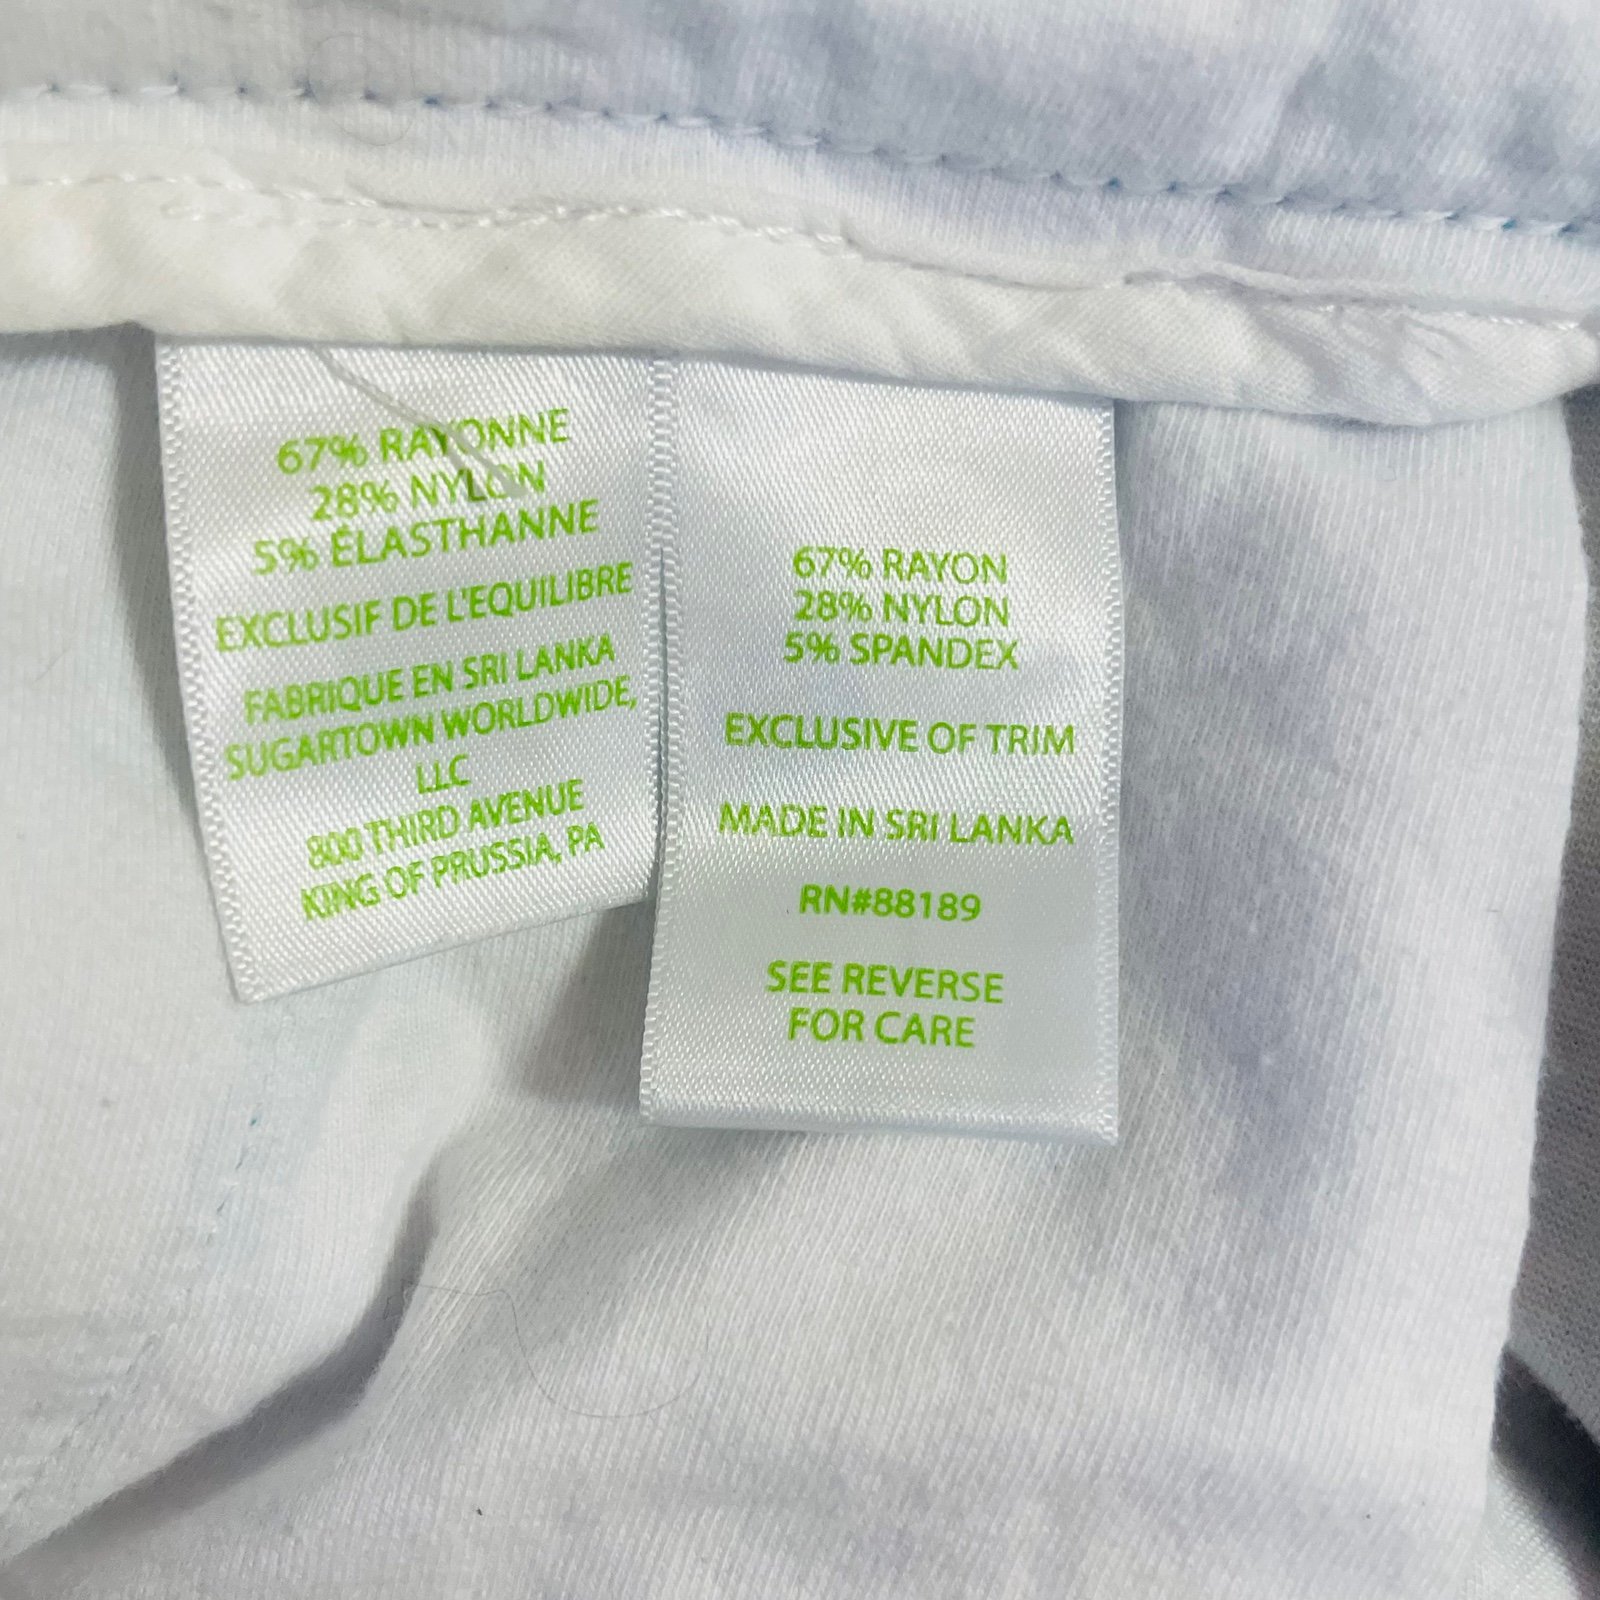 67% RAYONNE
28% NYLON
5% ÉLASTHANNE
EXCLUSIF DE L'EQUILIBRE
FABRIQUE EN SRI LANKA
SUGARTOWN WORLDWIDE,
LLC
800 THIRD AVENUE
KING OF PRUSSIA, PA
67% RAYON
28% NYLON
5% SPANDEX
EXCLUSIVE OF TRIM
MADE IN SRI LANKA
RN#88189
SEE REVERSE
FOR CARE